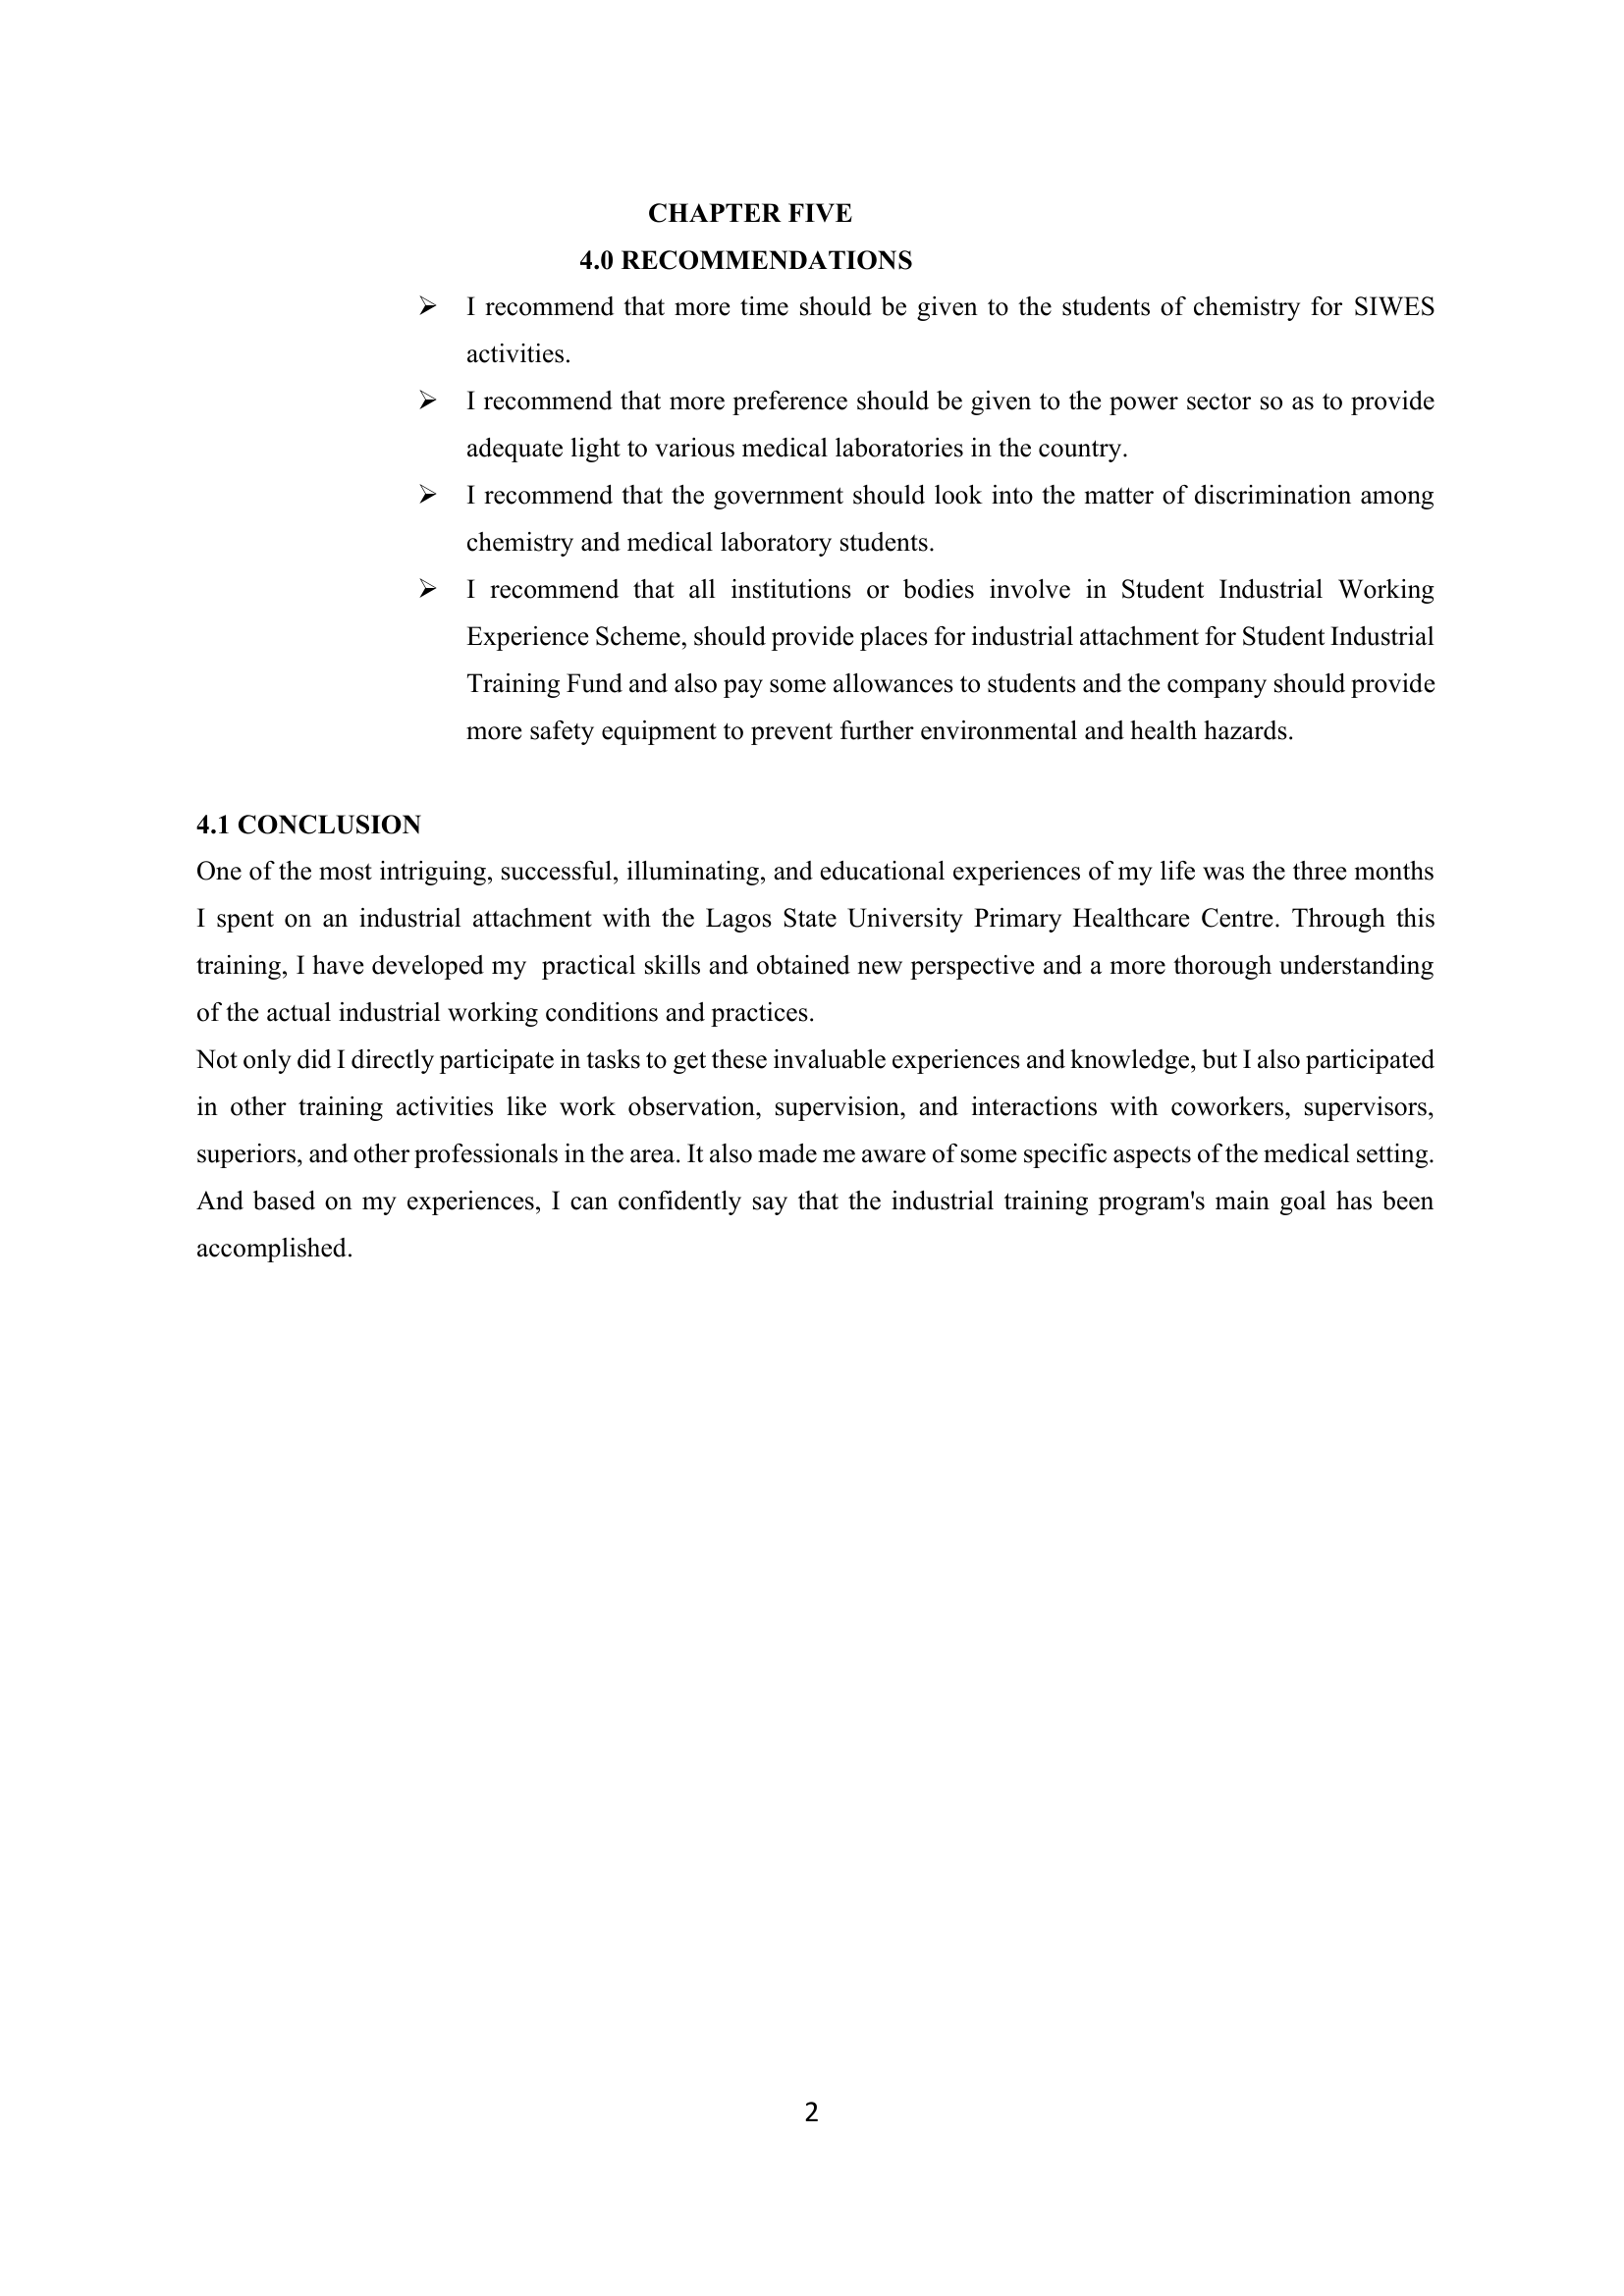 CHAPTER FIVE
4.0 RECOMMENDATIONS
➢ I recommend that more time should be given to the students of chemistry for SIWES
activities.
➢ I recommend that more preference should be given to the power sector so as to provide
adequate light to various medical laboratories in the country.
➢ I recommend that the government should look into the matter of discrimination among
chemistry and medical laboratory students.
➢ I recommend that all institutions or bodies involve in Student Industrial Working
Experience Scheme, should provide places for industrial attachment for Student Industrial
Training Fund and also pay some allowances to students and the company should provide
more safety equipment to prevent further environmental and health hazards.
4.1 CONCLUSION
One of the most intriguing, successful, illuminating, and educational experiences of my life was the three months
I spent on an industrial attachment with the Lagos State University Primary Healthcare Centre. Through this
training, I have developed my  practical skills and obtained new perspective and a more thorough understanding
of the actual industrial working conditions and practices.
Not only did I directly participate in tasks to get these invaluable experiences and knowledge, but I also participated
in other training activities like work observation, supervision, and interactions with coworkers, supervisors,
superiors, and other professionals in the area. It also made me aware of some specific aspects of the medical setting.
And based on my experiences, I can confidently say that the industrial training program's main goal has been
accomplished.
2